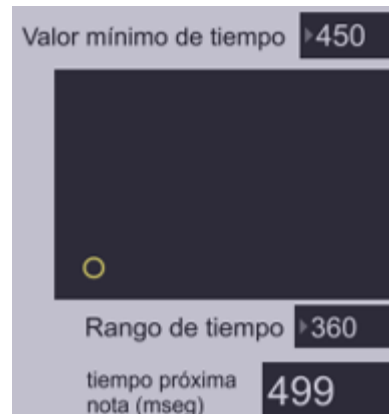 Valor mínimo de tiempo 450
Rango de tiempo 360
tiempo próxima
nota (mseg) 499